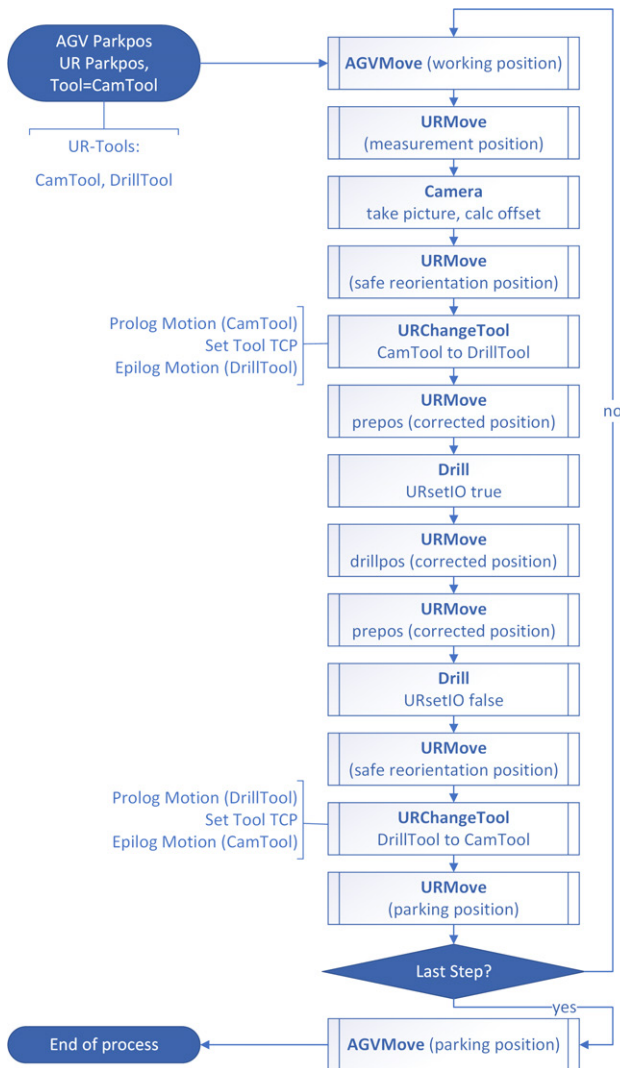 AGV Parkpos
UR Parkpos,
Tool=CamTool
UR-Tools:
CamTool, DrillTool
AGVMove (working position)
URMove
(measurement position)
Camera
take picture, calc offset
URMove
(safe reorientation position)
Prolog Motion (CamTool)
Set Tool TCP
Epilog Motion (DrillTool)
URChangeTool
CamTool to DrillTool
URMove
prepos (corrected position)
no
Drill
URsetIO true
URMove
drillpos (corrected position)
URMove
prepos (corrected position)
Drill
URsetIO false
URMove
(safe reorientation position)
Prolog Motion (DrillTool)
Set Tool TCP
Epilog Motion (CamTool)
URChangeTool
DrillTool to CamTool
URMove
(parking position)
Last Step?
yes
AGVMove (parking position)
End of process